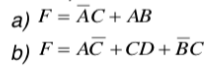 a) F = A̅C + AB
b) F = AC̅ + CD + B̅C